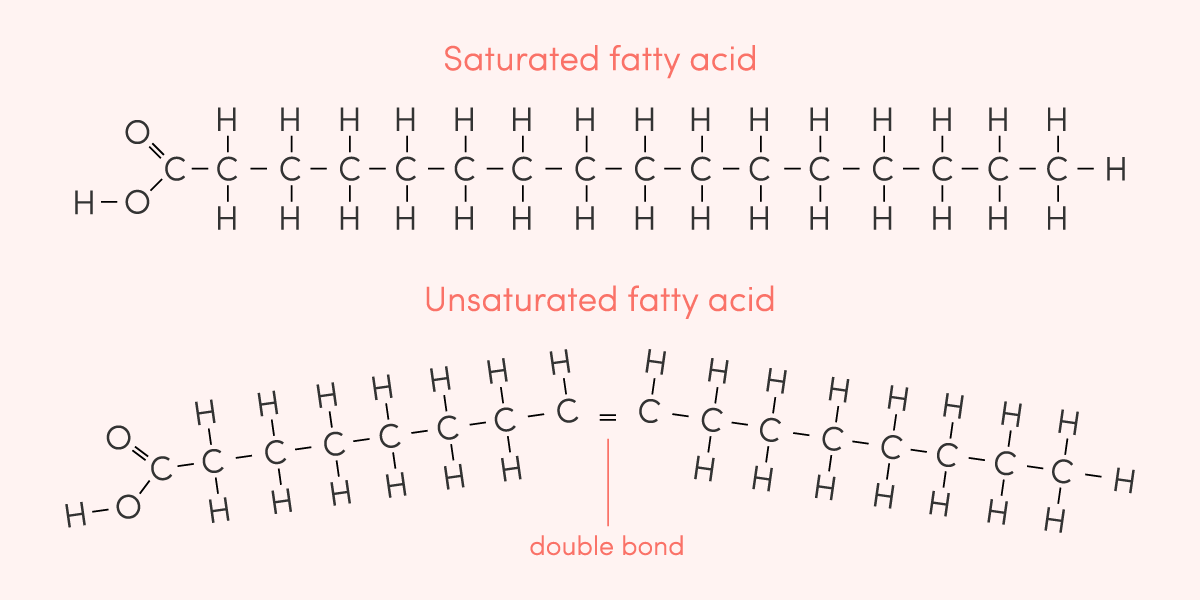 Saturated fatty acid
H H H H H H H H H H H H H H H
O
C – C – C – C – C – C – C – C – C – C – C – C – C – C – C – C – H
H – O
H H H H H H H H H H H H H H H
Unsaturated fatty acid
H H H H H H H H H H H H H H H
O
C – C – C – C – C – C – C – C = C – C – C – C – C – C – C – C – H
H – O
H H H H H H H H H H H H H
double bond